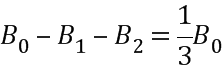 B₀ − B₁ − B₂ = 1/3 B₀